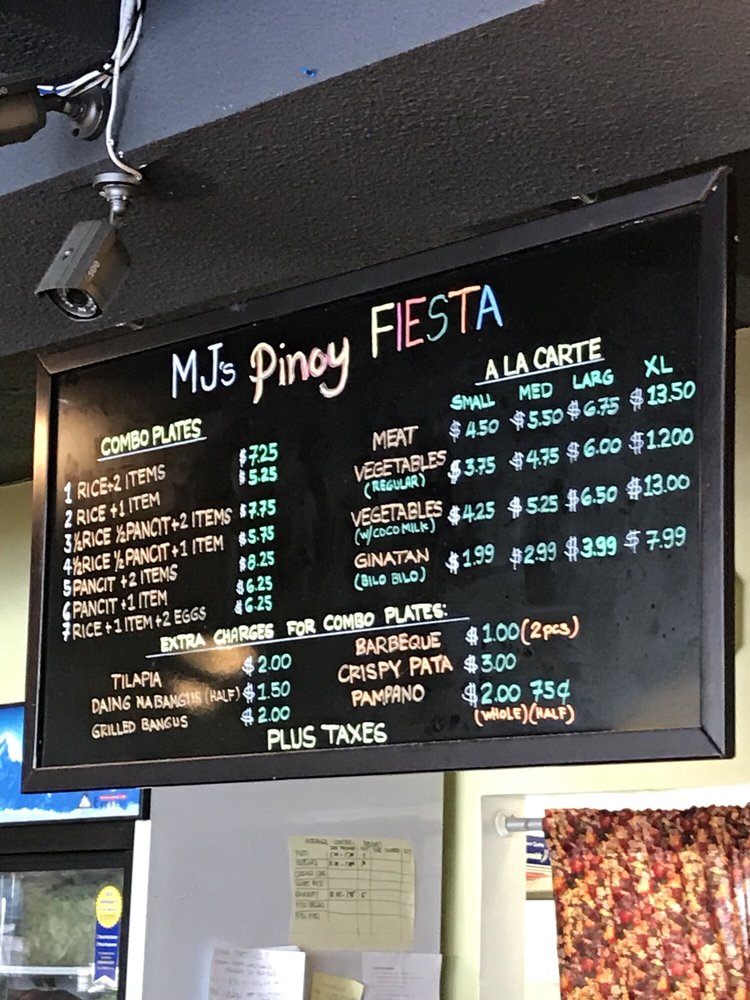 MJ's Pinoy FIESTA
COMBO PLATES
1 RICE+2 ITEMS $7.25
2 RICE +1 ITEM $5.25
3 ½RICE ½PANCIT+2 ITEMS $7.75
4 ½RICE ½PANCIT+1 ITEM $5.75
5 PANCIT +2 ITEMS $8.25
6 PANCIT +1 ITEM $6.25
7 RICE +1 ITEM +2 EGGS $6.25
A LA CARTE
SMALL MED LARG XL
MEAT $4.50 $5.50 $6.75 $13.50
VEGETABLES $3.75 $4.75 $6.00 $1.200
(REGULAR)
VEGETABLES $4.25 $5.25 $6.50 $13.00
(W/COCO MILK)
GINATAN $1.99 $2.99 $3.99 $7.99
(BILO BILO)
EXTRA CHARGES FOR COMBO PLATES:
TILAPIA $2.00
DAING NA BANGUS (HALF) $1.50
GRILLED BANGUS $2.00
BARBEQUE $1.00 (2pcs)
CRISPY PATA $3.00
PAMPANO $2.00 75¢
(WHOLE) (HALF)
PLUS TAXES